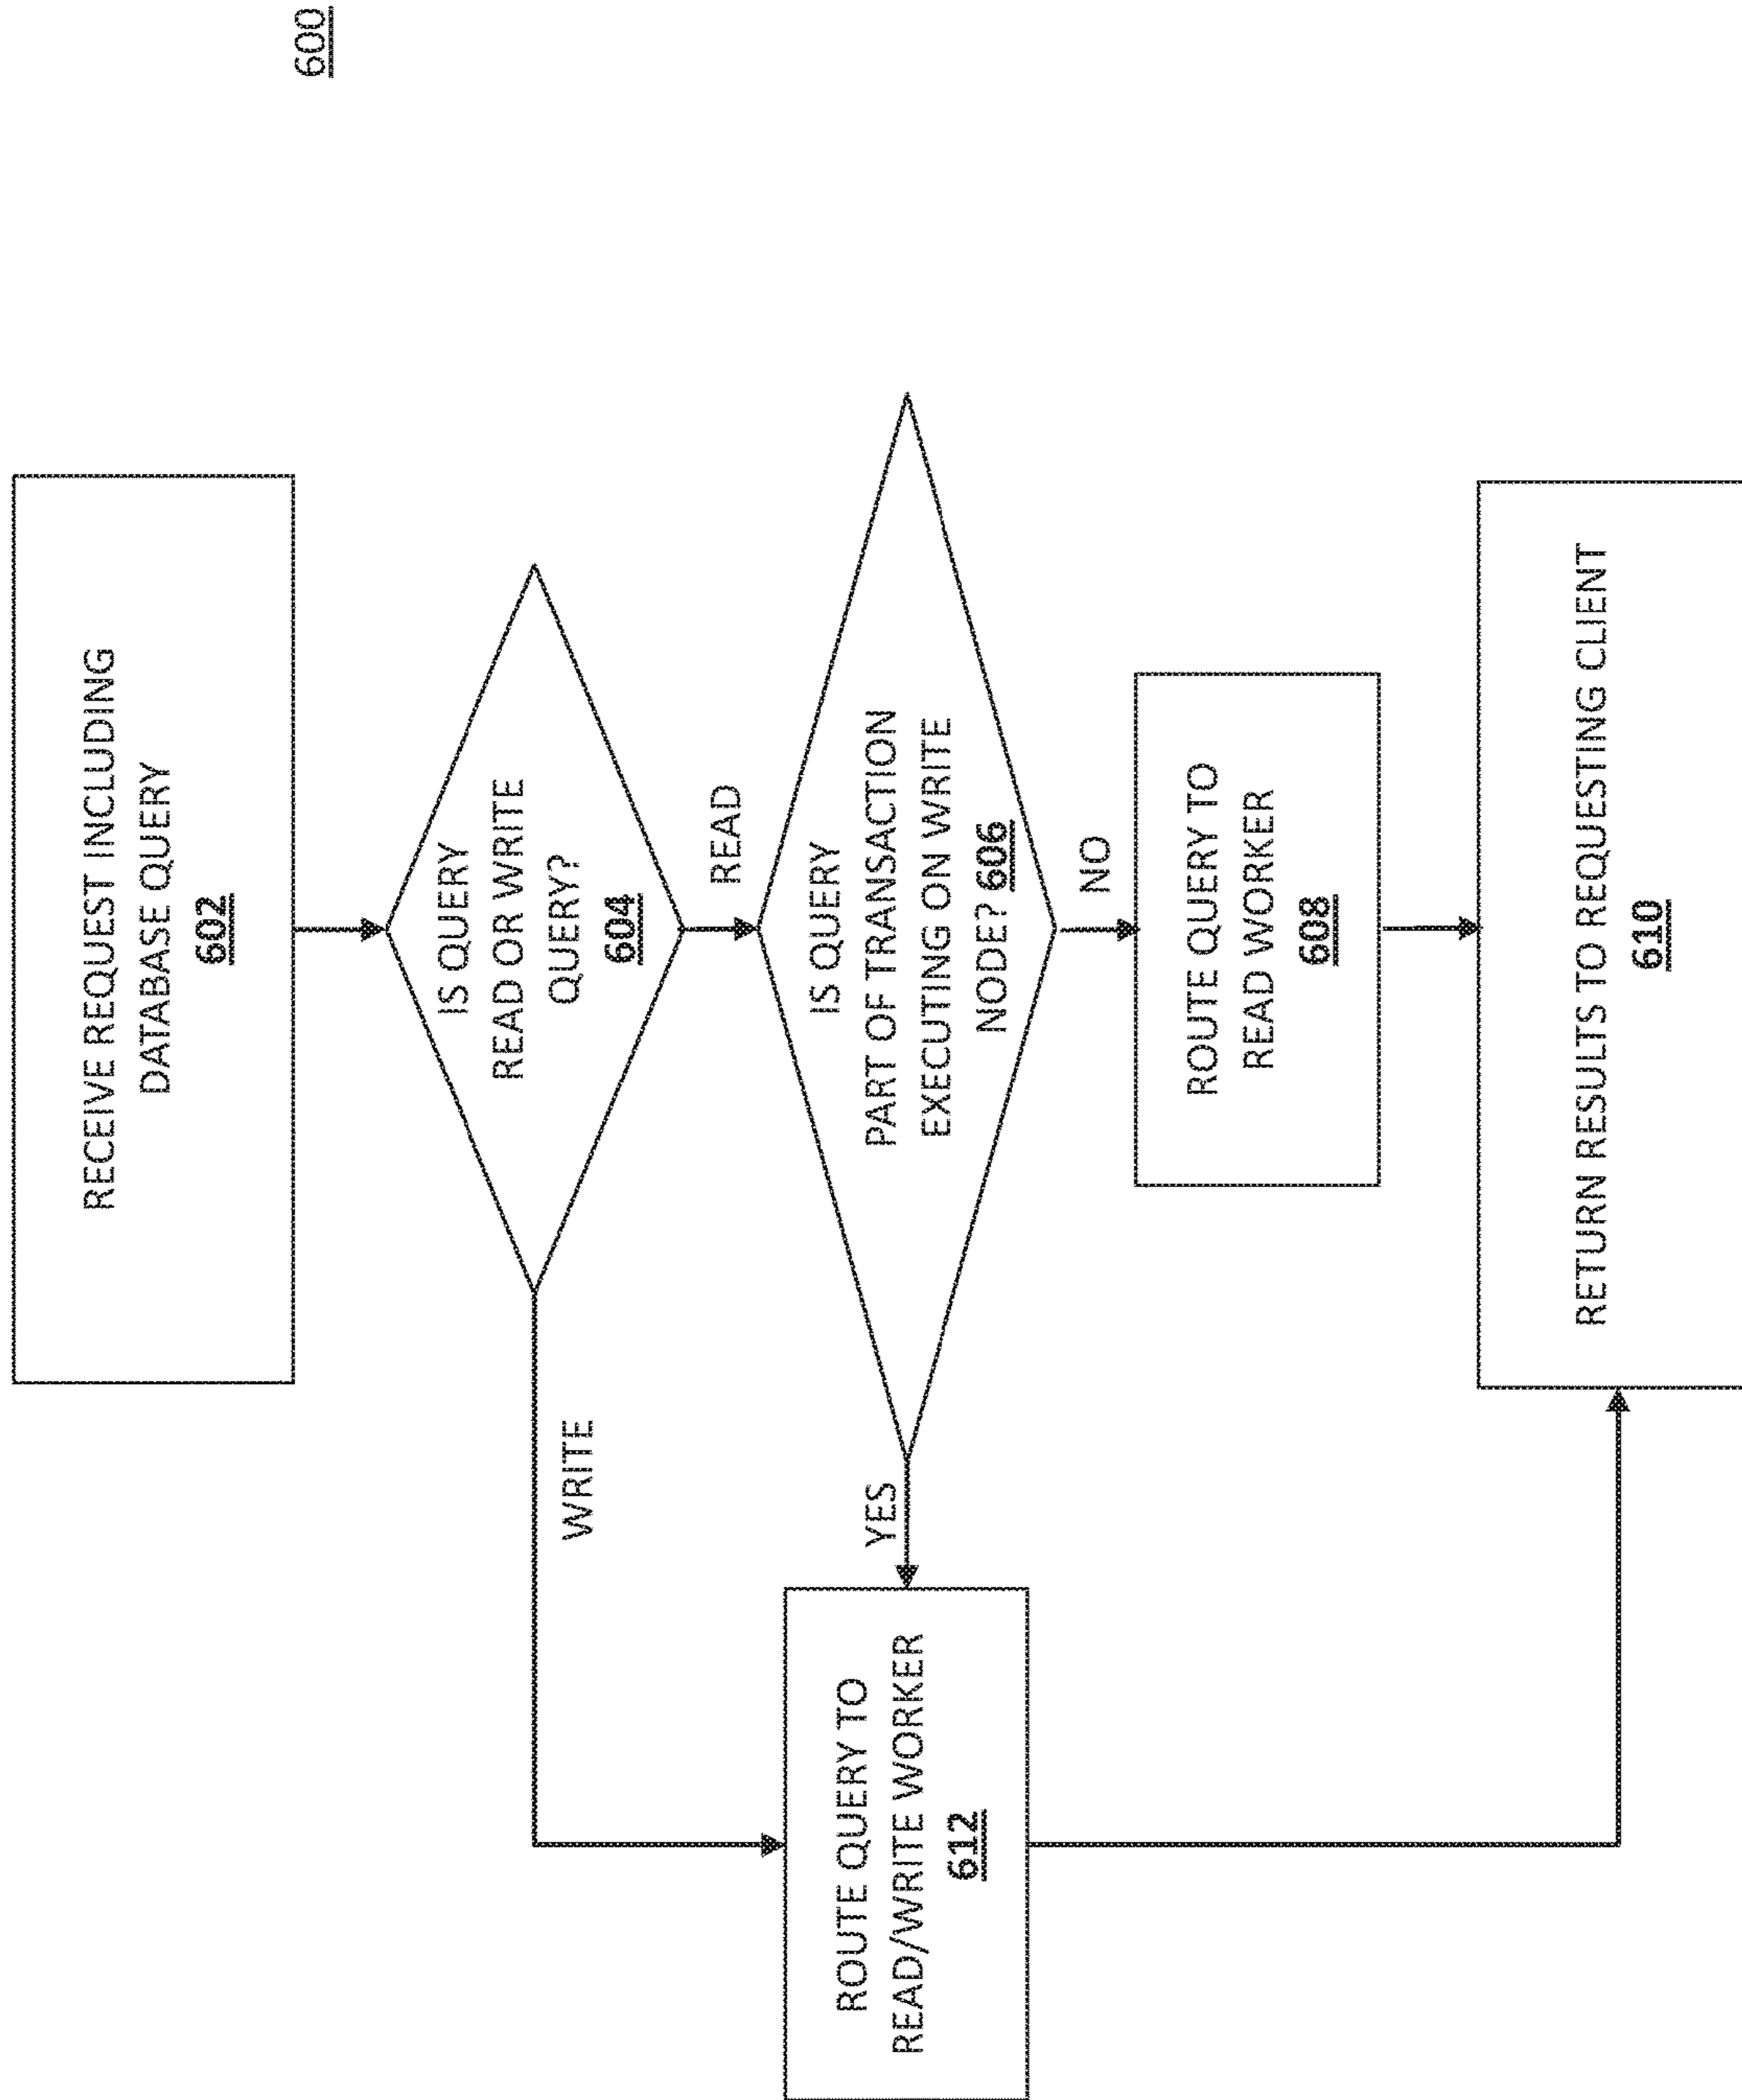 600
RECEIVE REQUEST INCLUDING
DATABASE QUERY
602
IS QUERY
READ OR WRITE
QUERY?
604
WRITE
READ
IS QUERY
PART OF TRANSACTION
EXECUTING ON WRITE
NODE? 606
YES
NO
ROUTE QUERY TO
READ/WRITE WORKER
612
ROUTE QUERY TO
READ WORKER
608
RETURN RESULTS TO REQUESTING CLIENT
610